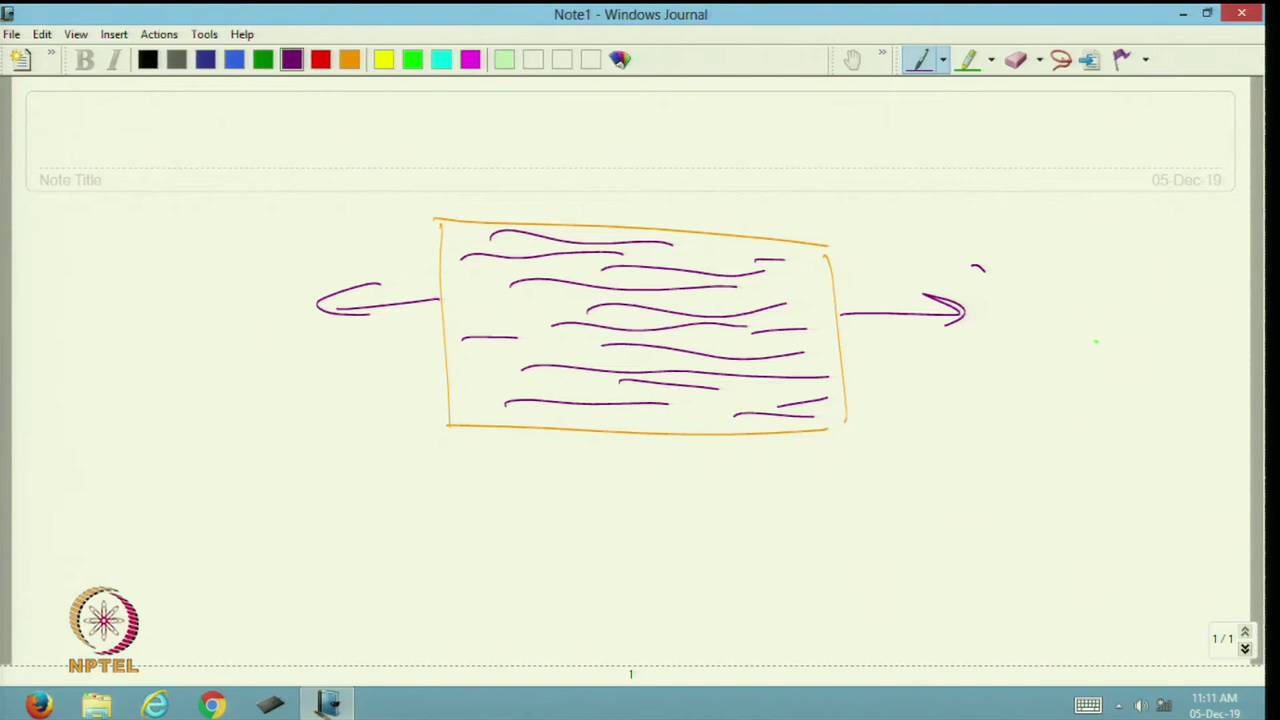 Note1 - Windows Journal
File Edit View Insert Actions Tools Help
B I
Note Title
05-Dec-19
1 / 1
NPTEL
1
11:11 AM
05-Dec-19